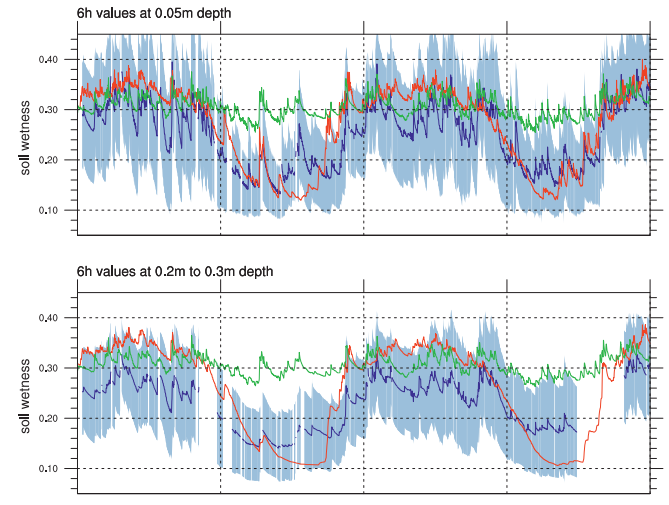 6h values at 0.05m depth
0.40
0.30
0.20
0.10
soil wetness
6h values at 0.2m to 0.3m depth
0.40
0.30
0.20
0.10
soil wetness